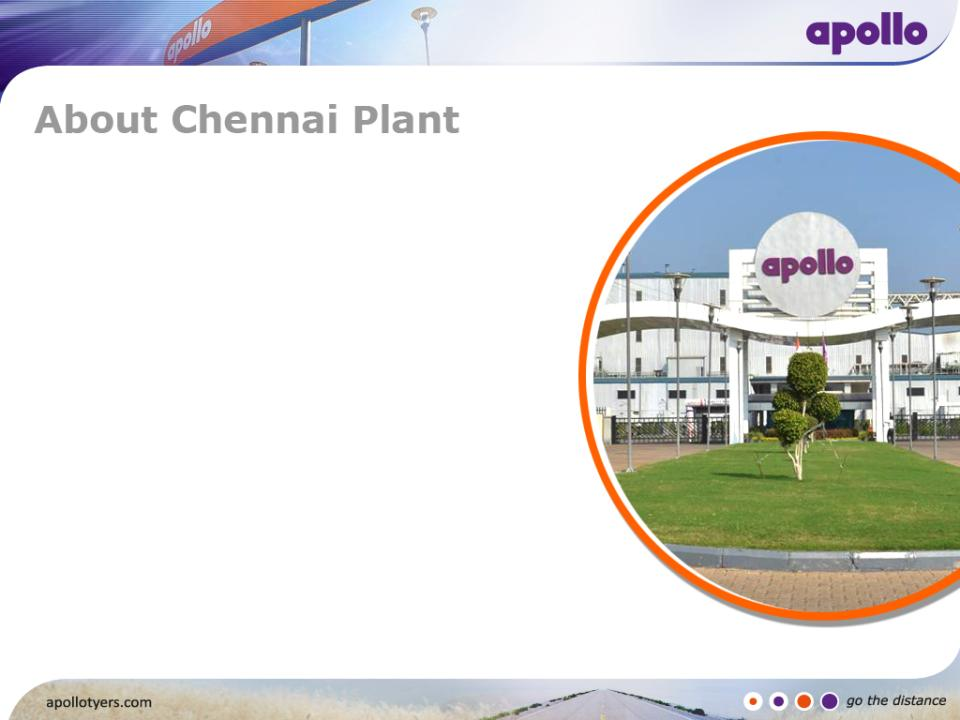 apollo
apollo
About Chennai Plant
apollo
apollotyres.com
go the distance